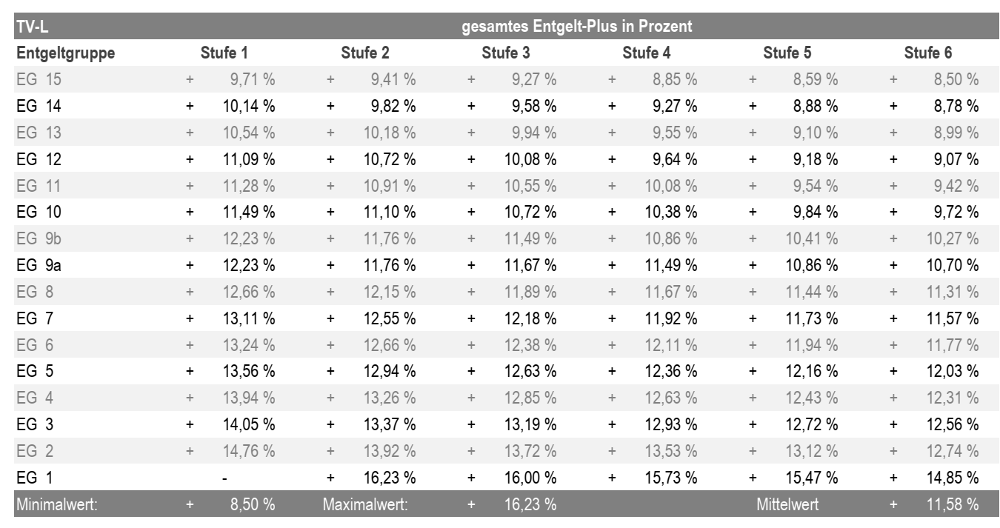 TV-L gesamtes Entgelt-Plus in Prozent
Entgeltgruppe Stufe 1 Stufe 2 Stufe 3 Stufe 4 Stufe 5 Stufe 6
EG 15 + 9,71 % + 9,41 % + 9,27 % + 8,85 % + 8,59 % + 8,50 %
EG 14 + 10,14 % + 9,82 % + 9,58 % + 9,27 % + 8,88 % + 8,78 %
EG 13 + 10,54 % + 10,18 % + 9,94 % + 9,55 % + 9,10 % + 8,99 %
EG 12 + 11,09 % + 10,72 % + 10,08 % + 9,64 % + 9,18 % + 9,07 %
EG 11 + 11,28 % + 10,91 % + 10,55 % + 10,08 % + 9,54 % + 9,42 %
EG 10 + 11,49 % + 11,10 % + 10,72 % + 10,38 % + 9,84 % + 9,72 %
EG 9b + 12,23 % + 11,76 % + 11,49 % + 10,86 % + 10,41 % + 10,27 %
EG 9a + 12,23 % + 11,76 % + 11,67 % + 11,49 % + 10,86 % + 10,70 %
EG 8 + 12,66 % + 12,15 % + 11,89 % + 11,67 % + 11,44 % + 11,31 %
EG 7 + 13,11 % + 12,55 % + 12,18 % + 11,92 % + 11,73 % + 11,57 %
EG 6 + 13,24 % + 12,66 % + 12,38 % + 12,11 % + 11,94 % + 11,77 %
EG 5 + 13,56 % + 12,94 % + 12,63 % + 12,36 % + 12,16 % + 12,03 %
EG 4 + 13,94 % + 13,26 % + 12,85 % + 12,63 % + 12,43 % + 12,31 %
EG 3 + 14,05 % + 13,37 % + 13,19 % + 12,93 % + 12,72 % + 12,56 %
EG 2 + 14,76 % + 13,92 % + 13,72 % + 13,53 % + 13,12 % + 12,74 %
EG 1 - + 16,23 % + 16,00 % + 15,73 % + 15,47 % + 14,85 %
Minimalwert: + 8,50 % Maximalwert: + 16,23 % Mittelwert + 11,58 %